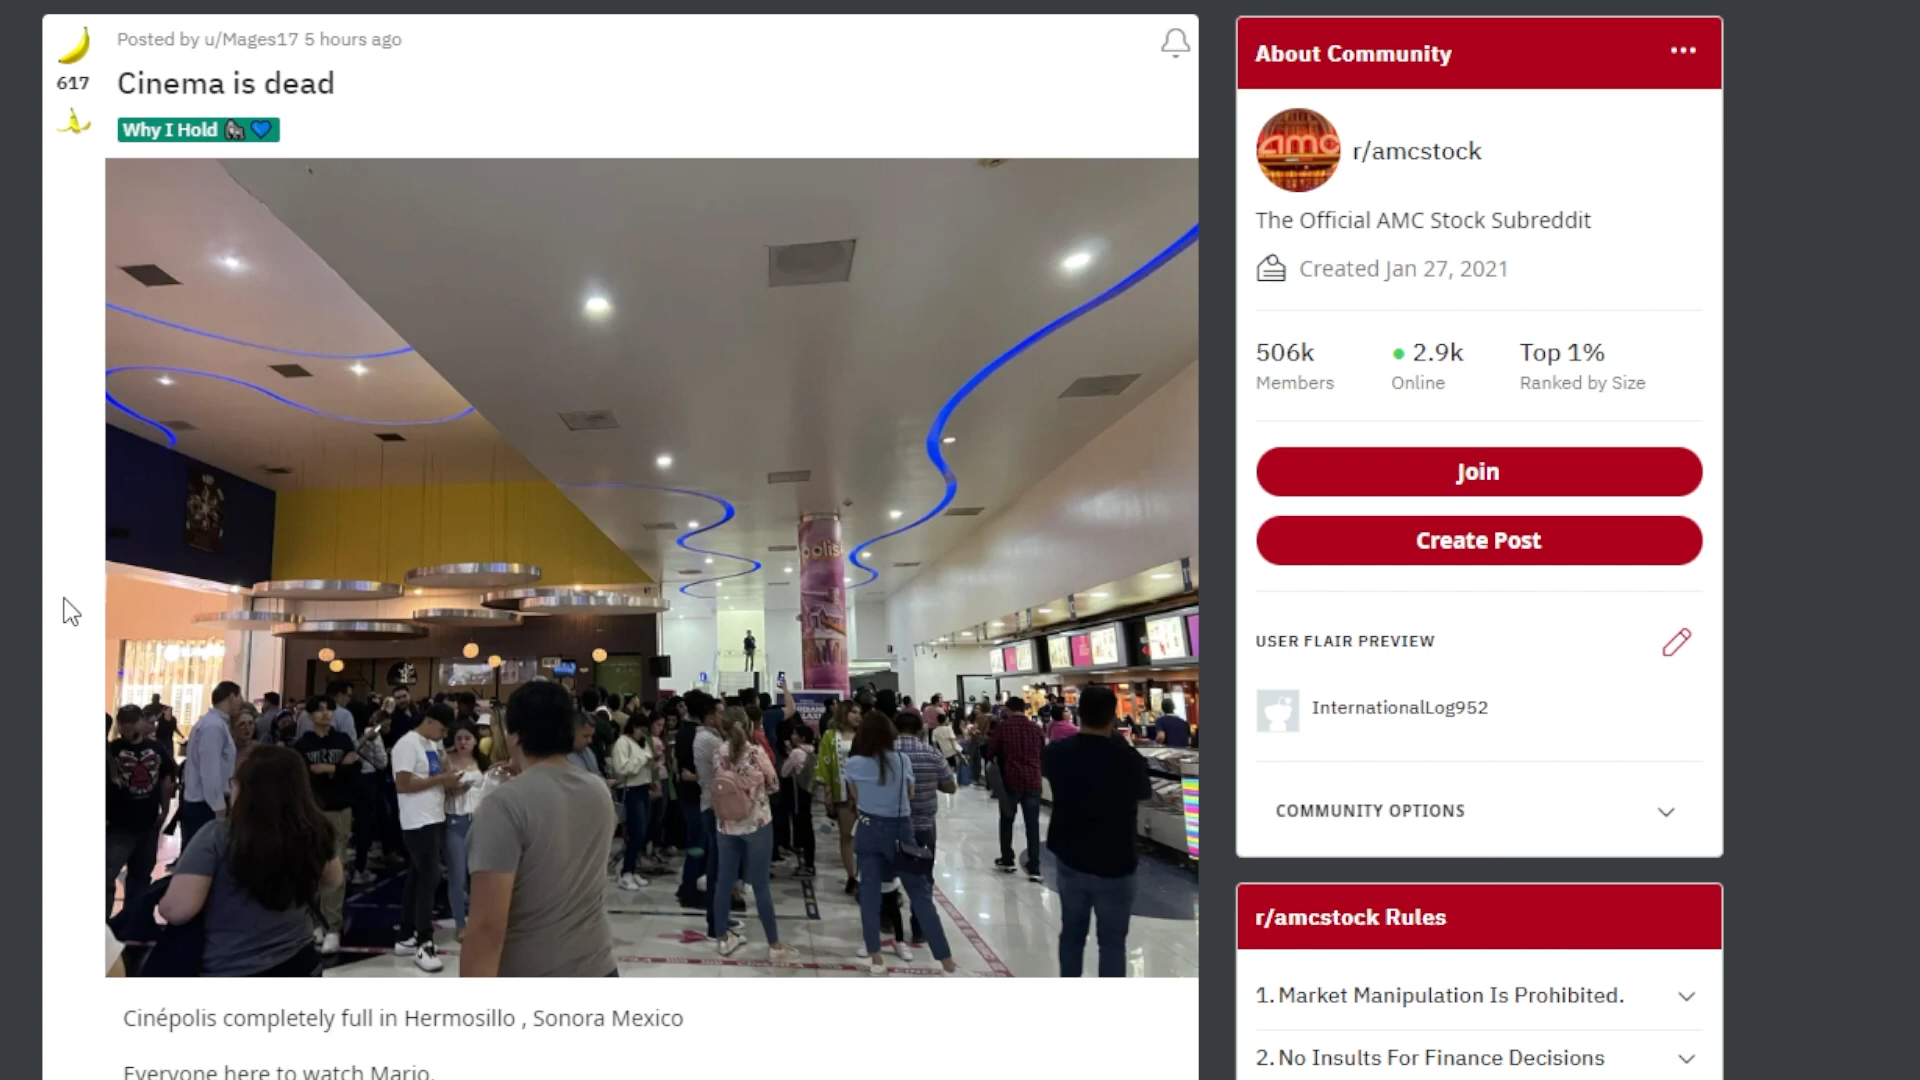 Posted by u/Mages17 5 hours ago
617
Cinema is dead
Why I Hold
polis
Cinépolis completely full in Hermosillo , Sonora Mexico
Everyone here to watch Mario.
About Community
amc
r/amcstock
The Official AMC Stock Subreddit
Created Jan 27, 2021
506k
2.9k
Top 1%
Members
Online
Ranked by Size
Join
Create Post
USER FLAIR PREVIEW
InternationalLog952
COMMUNITY OPTIONS
r/amcstock Rules
1. Market Manipulation Is Prohibited.
2. No Insults For Finance Decisions